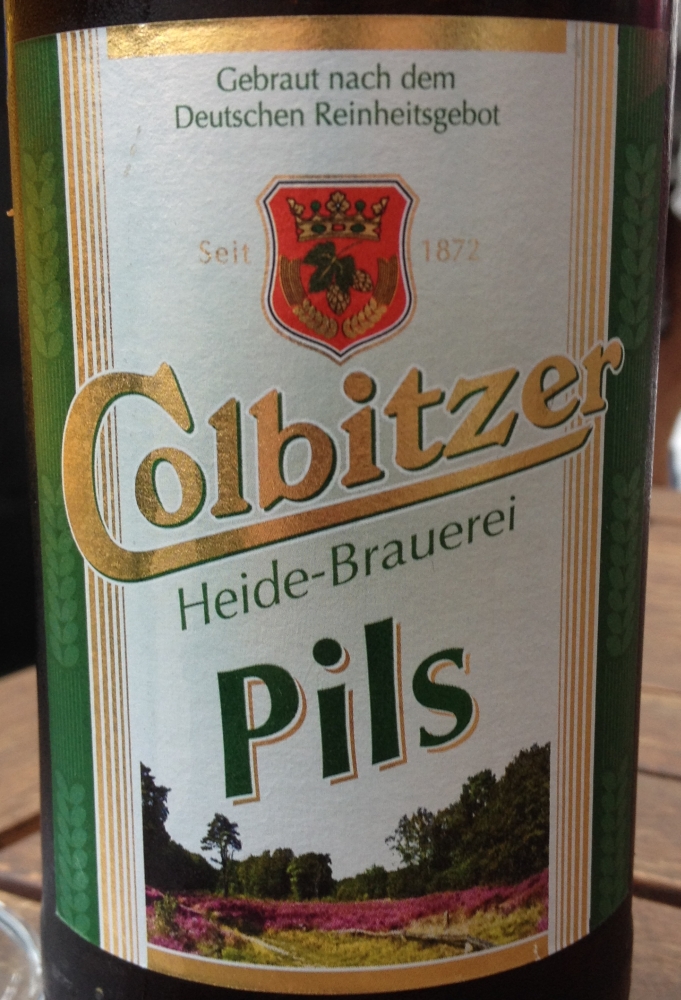 Gebraut nach dem
Deutschen Reinheitsgebot
Seit 1872
Colbitzer
Heide-Brauerei
Pils